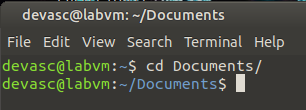 devasc@labvm: ~/Documents
File Edit View Search Terminal Help
devasc@labvm:~$ cd Documents/
devasc@labvm:~/Documents$